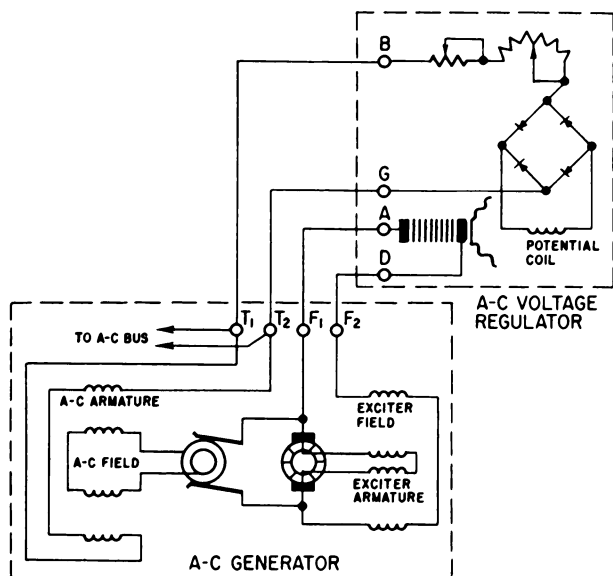 B
G
A
D
POTENTIAL
COIL
A-C VOLTAGE
REGULATOR
T1
T2
F1
F2
TO A-C BUS
A-C ARMATURE
EXCITER
FIELD
A-C FIELD
EXCITER
ARMATURE
A-C GENERATOR